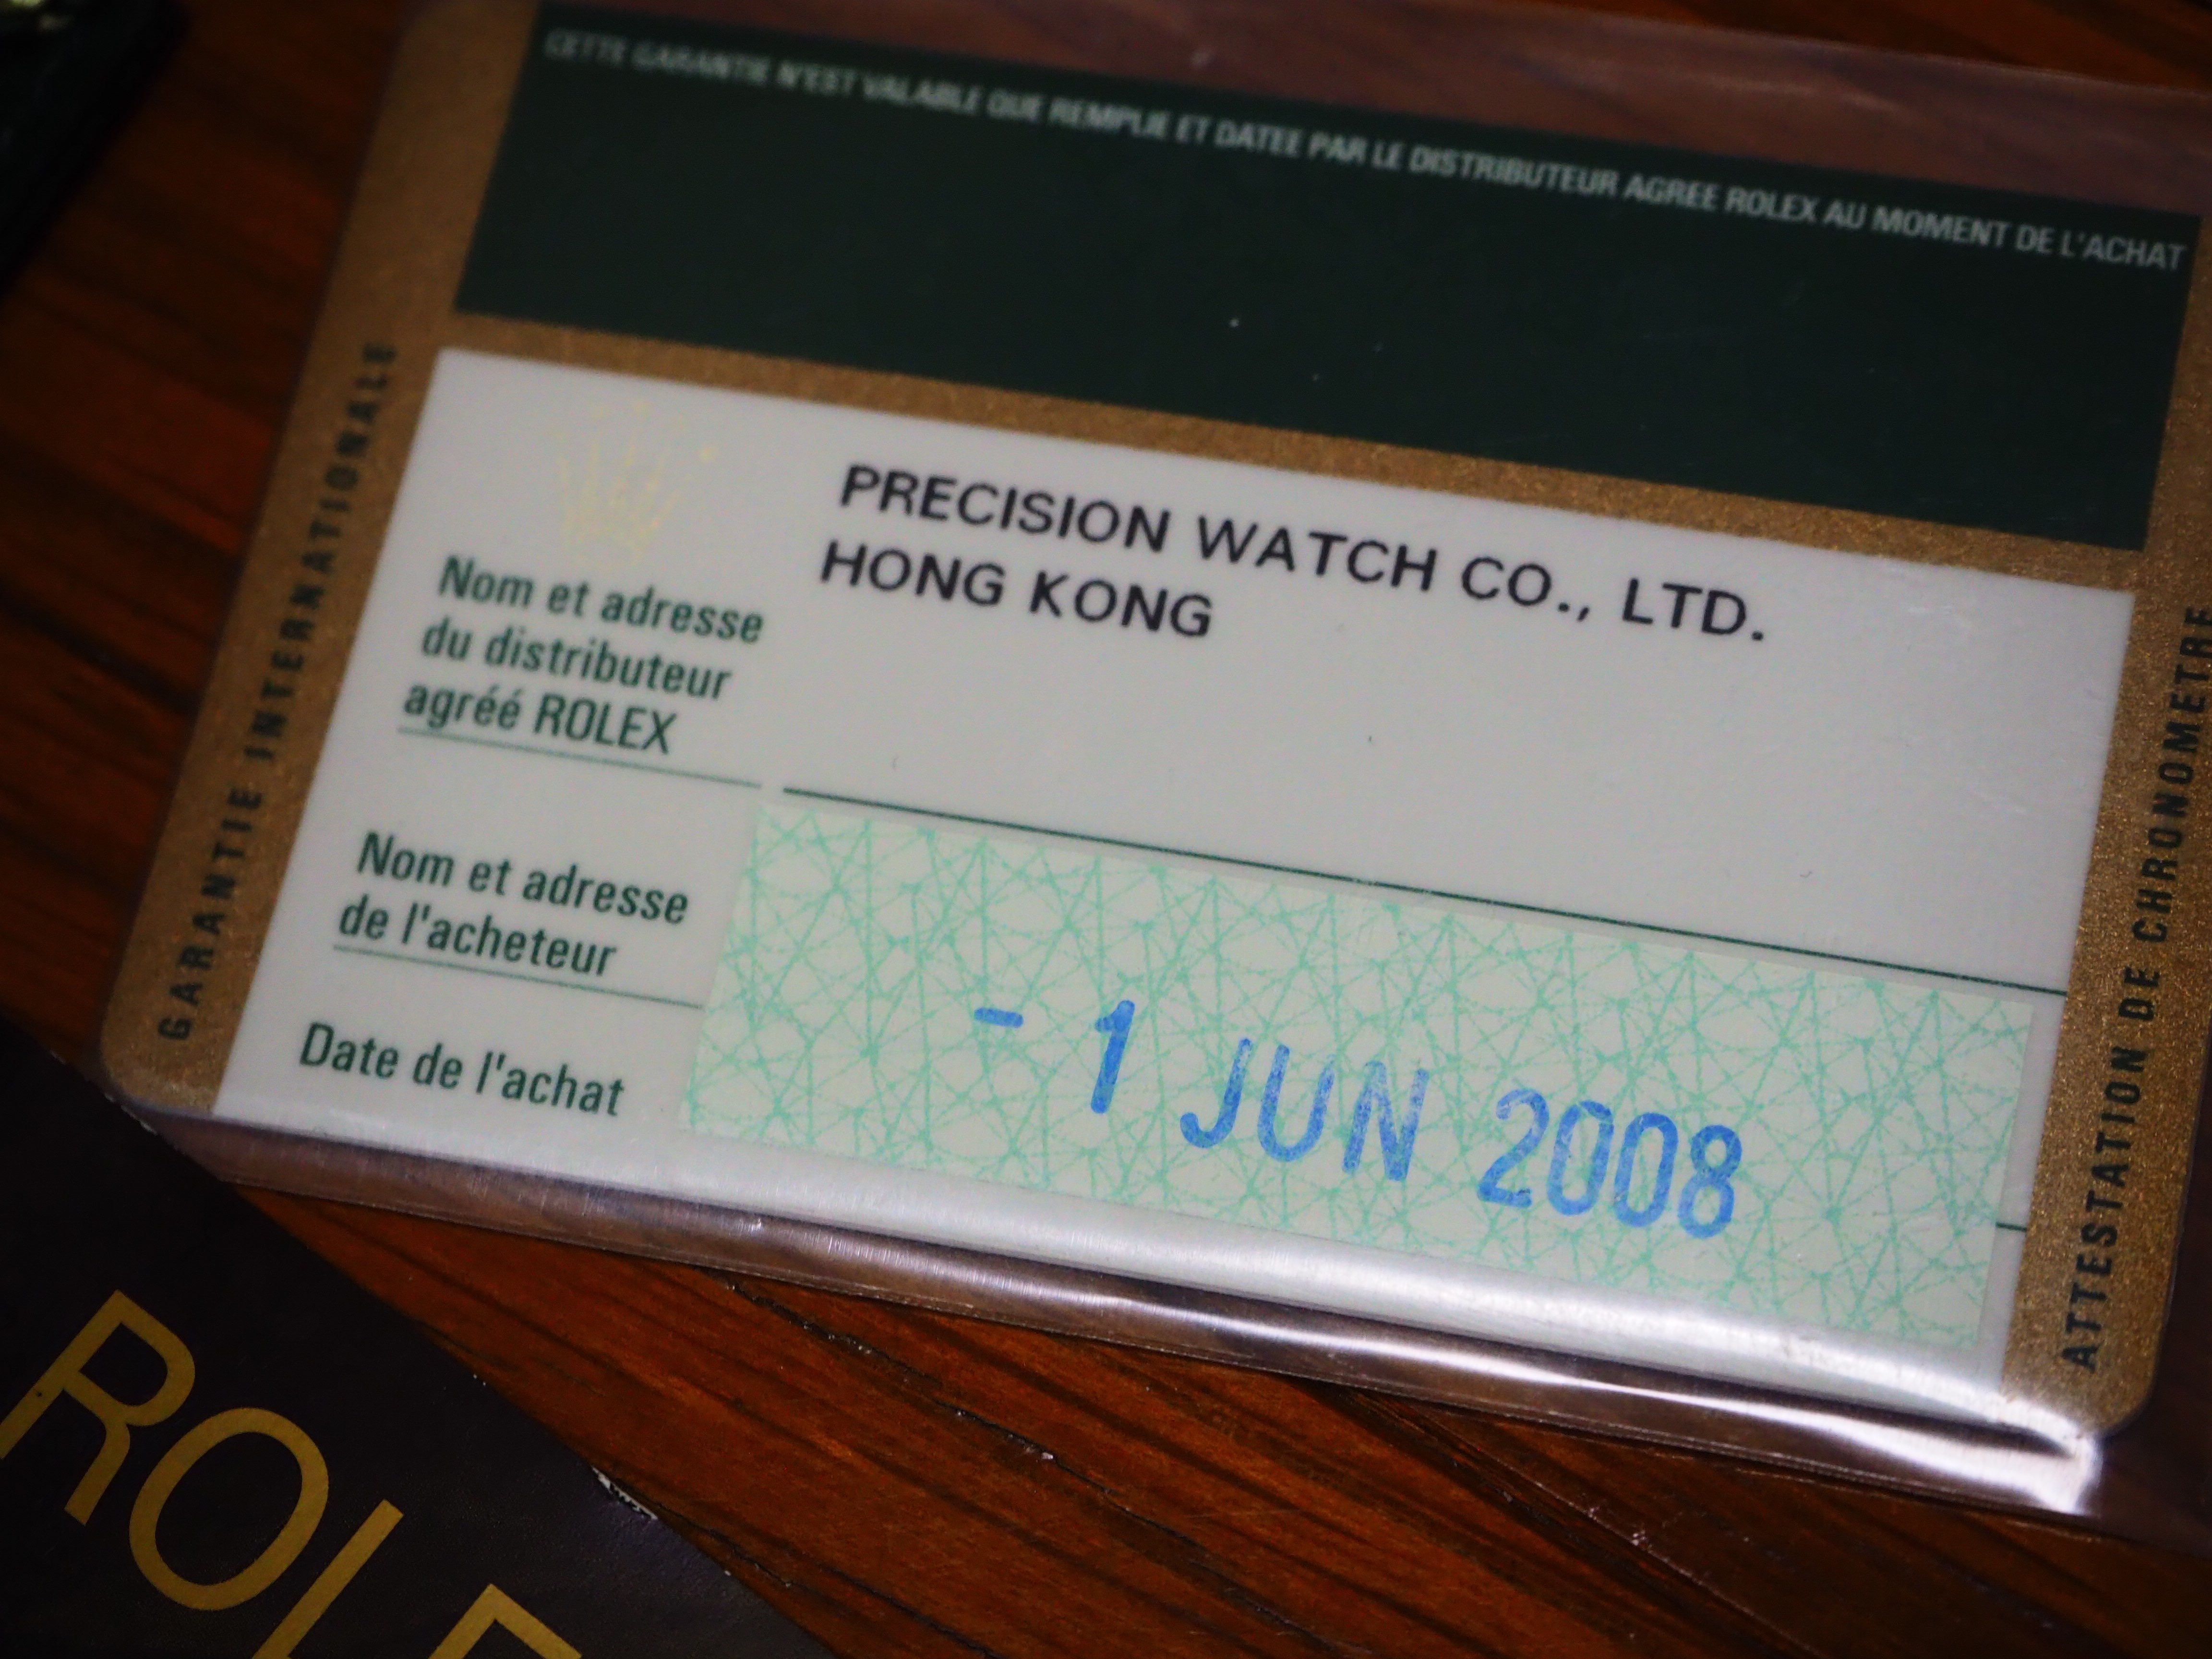 CETTE GARANTIE N'EST VALABLE QUE REMPLIE ET DATEE PAR LE DISTRIBUTEUR AGREE ROLEX AU MOMENT DE L'ACHAT
GARANTIE INTERNATIONALE
PRECISION WATCH CO., LTD.
HONG KONG
Nom et adresse
du distributeur
agréé ROLEX
Nom et adresse
de l'acheteur
Date de l'achat
- 1 JUN 2008
ATTESTATION DE CHRONOMETRE
ROLE